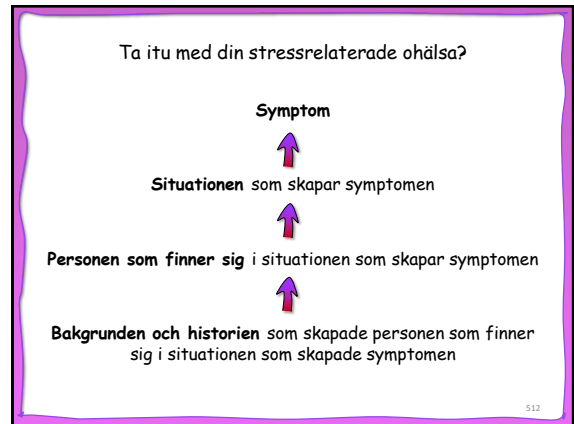 Ta itu med din stressrelaterade ohälsa?
Symptom
Situationen som skapar symptomen
Personen som finner sig i situationen som skapar symptomen
Bakgrunden och historien som skapade personen som finner
sig i situationen som skapade symptomen
512